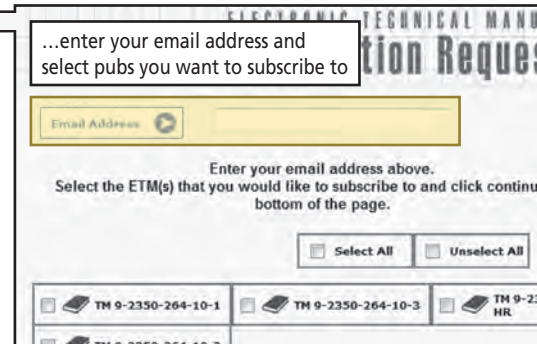 ELECTRONIC TECHNICAL MANU
tion Reques
…enter your email address and
select pubs you want to subscribe to
Email Address
Enter your email address above.
Select the ETM(s) that you would like to subscribe to and click continu
bottom of the page.
Select All
Unselect All
TM 9-2350-264-10-1
TM 9-2350-264-10-3
TM 9-23
HR